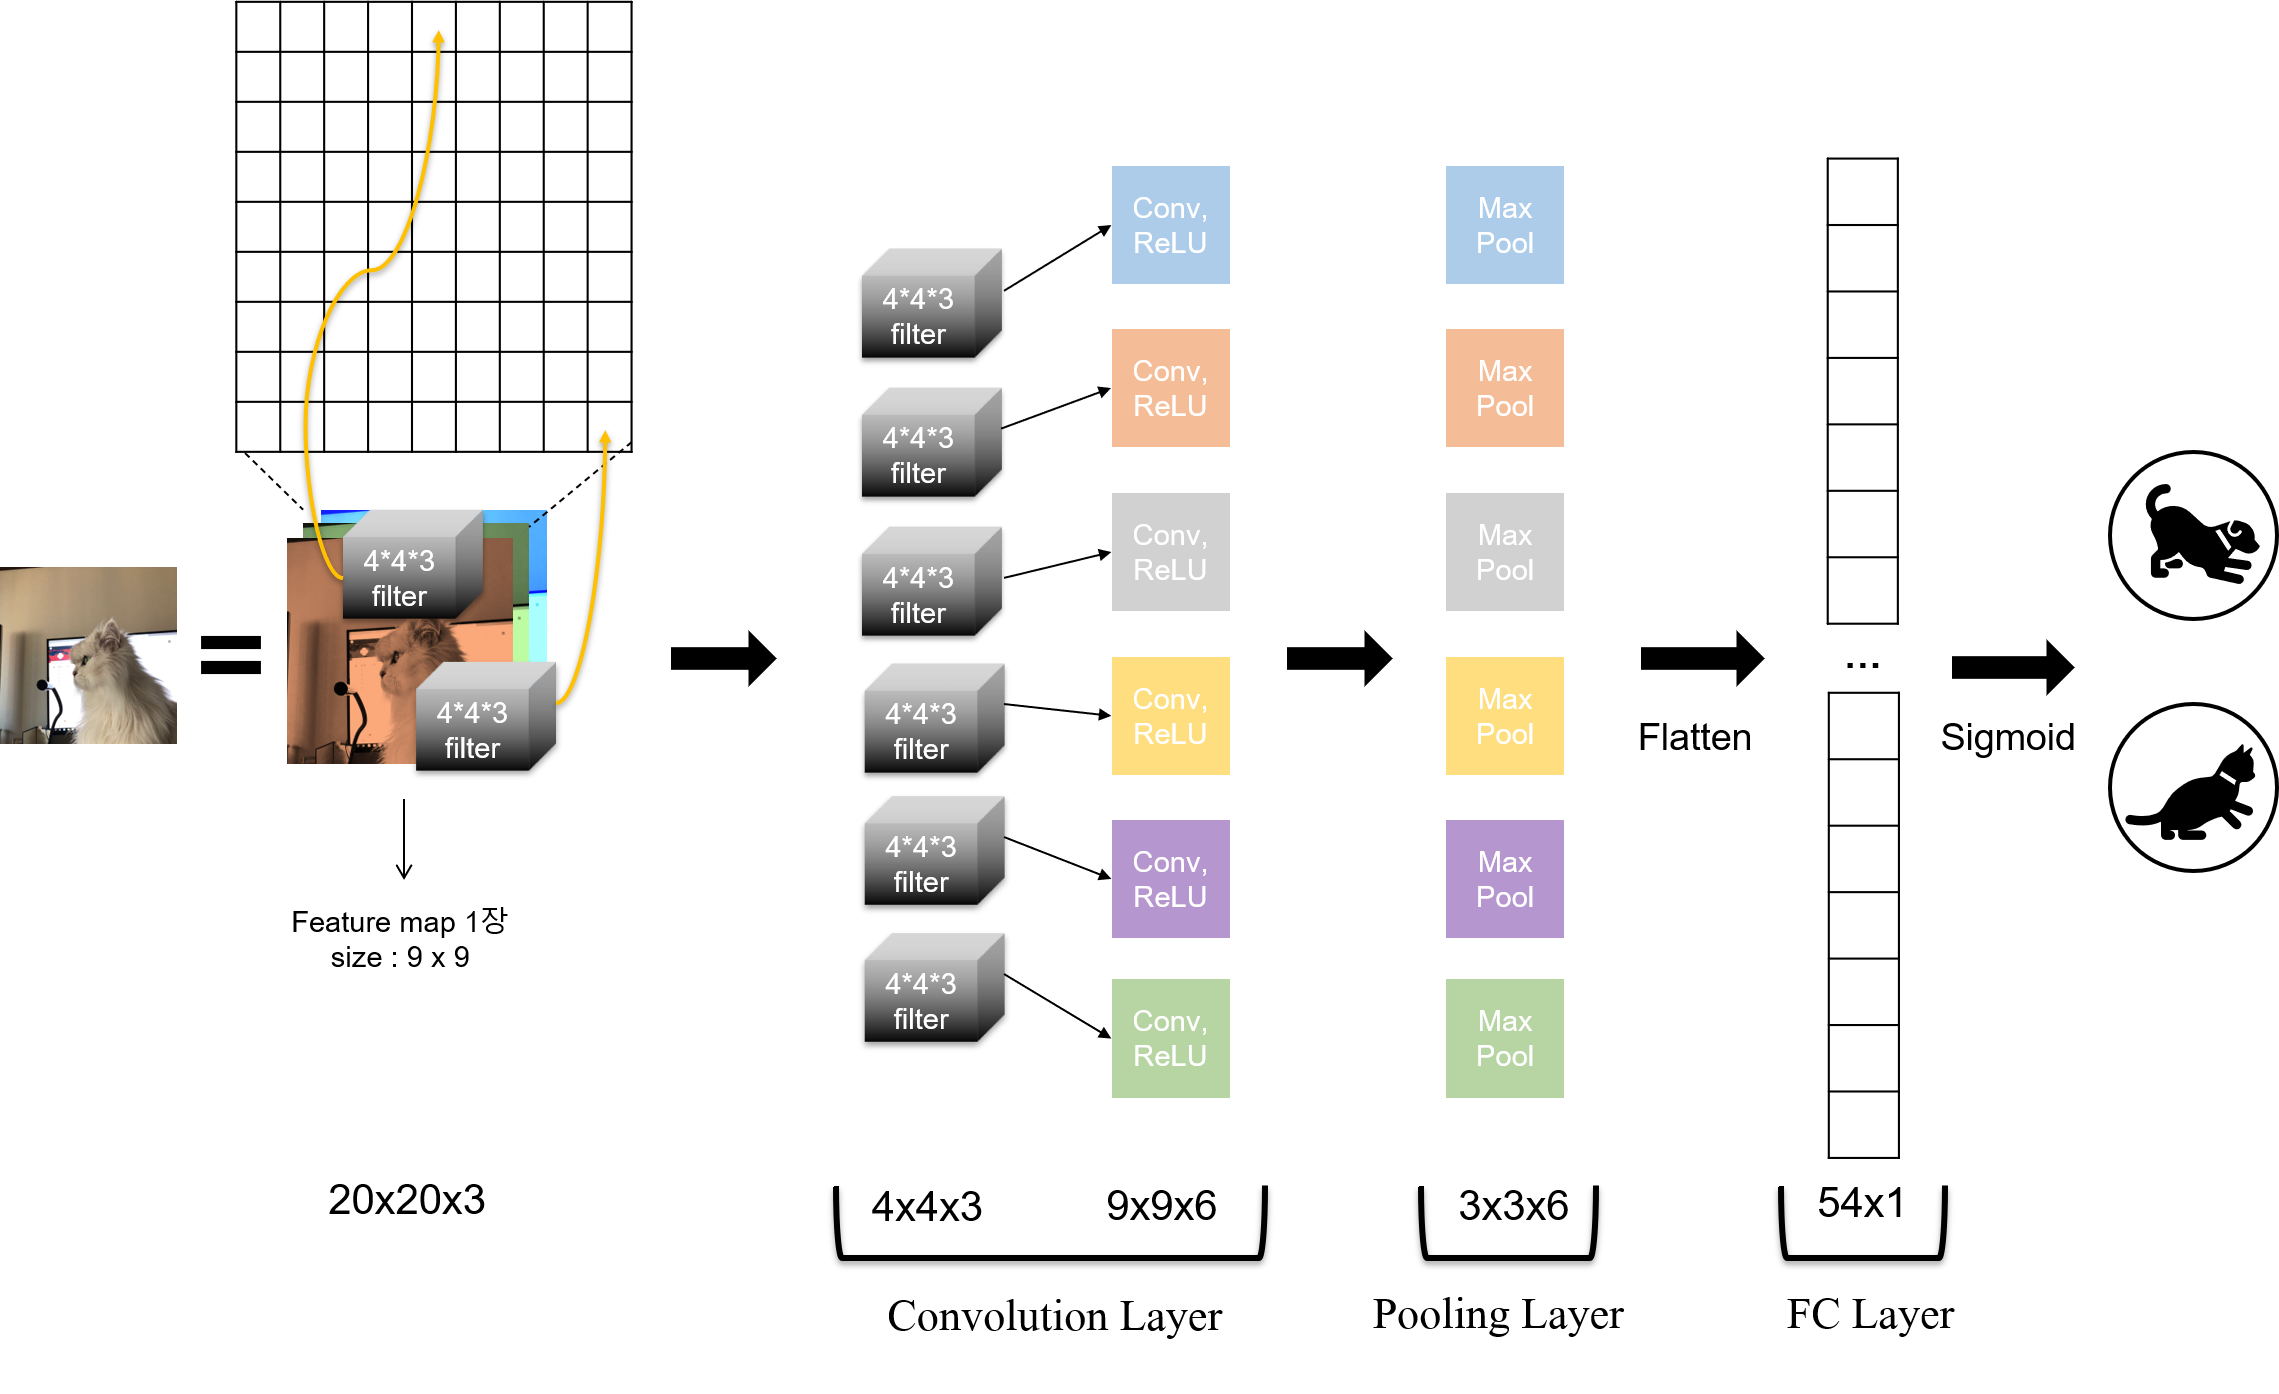 4*4*3
filter
4*4*3
filter
Feature map 1장
size : 9 x 9
20x20x3
4*4*3
filter
4*4*3
filter
4*4*3
filter
4*4*3
filter
4*4*3
filter
4*4*3
filter
Conv,
ReLU
Conv,
ReLU
Conv,
ReLU
Conv,
ReLU
Conv,
ReLU
Conv,
ReLU
4x4x3
9x9x6
Convolution Layer
Max
Pool
Max
Pool
Max
Pool
Max
Pool
Max
Pool
Max
Pool
3x3x6
Pooling Layer
Flatten
...
54x1
FC Layer
Sigmoid